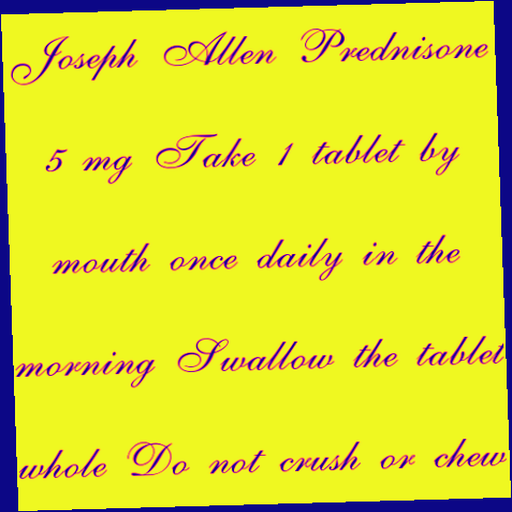 Joseph Allen Prednisone
5 mg Take 1 tablet by
mouth once daily in the
morning Swallow the tablet
whole Do not crush or chew